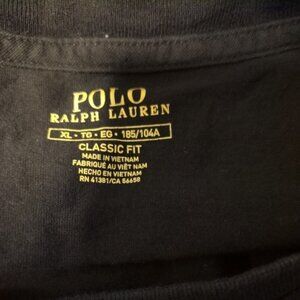 POLO
RALPH LAUREN
XL • TG • EG • 185/104A
CLASSIC FIT
MADE IN VIETNAM
FABRIQUÉ AU VIÊT NAM
HECHO EN VIETNAM
RN 41381/CA 56658